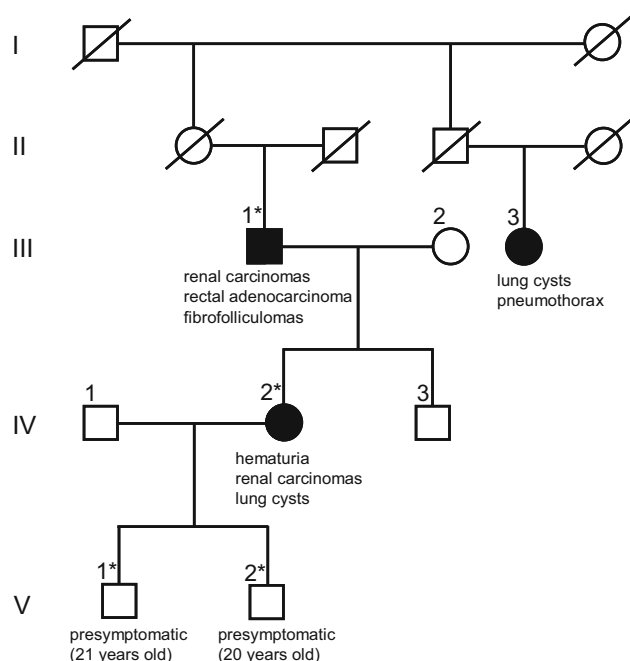 I
II
1*
2
3
III
renal carcinomas
rectal adenocarcinoma
fibrofolliculomas
lung cysts
pneumothorax
1
2*
3
IV
hematuria
renal carcinomas
lung cysts
1*
2*
V
presymptomatic
(21 years old)
presymptomatic
(20 years old)